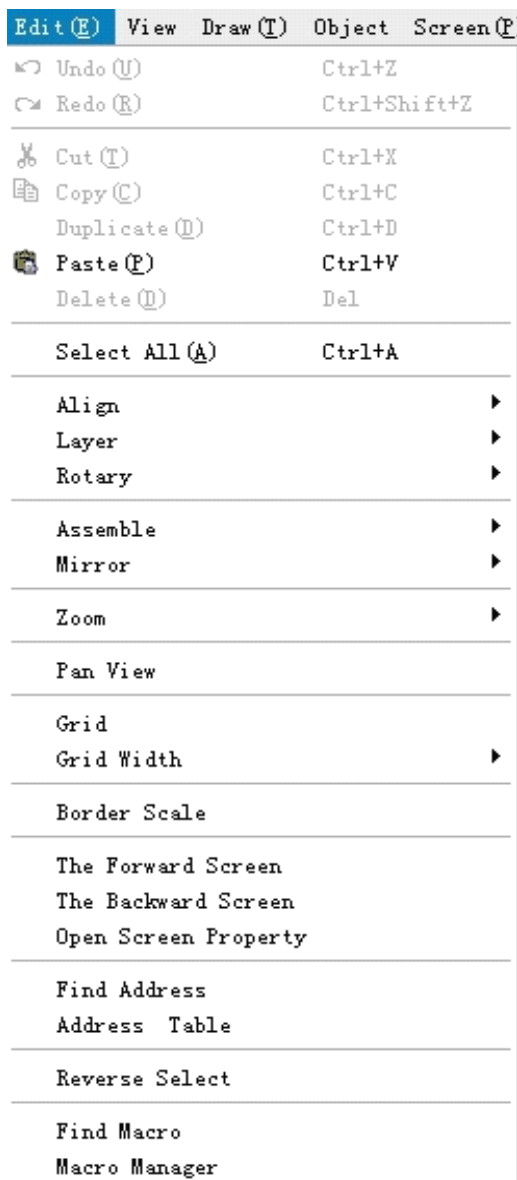 Edit(E) View Draw(T) Object Screen(P
Undo(U) Ctrl+Z
Redo(R) Ctrl+Shift+Z
Cut(T) Ctrl+X
Copy(C) Ctrl+C
Duplicate(D) Ctrl+D
Paste(P) Ctrl+V
Delete(D) Del
Select All(A) Ctrl+A
Align
Layer
Rotary
Assemble
Mirror
Zoom
Pan View
Grid
Grid Width
Border Scale
The Forward Screen
The Backward Screen
Open Screen Property
Find Address
Address  Table
Reverse Select
Find Macro
Macro Manager